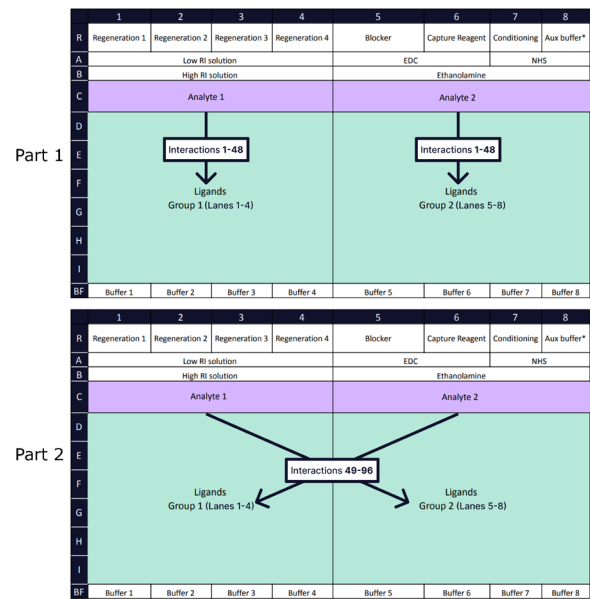 1 2 3 4 5 6 7 8
R Regeneration 1 Regeneration 2 Regeneration 3 Regeneration 4 Blocker Capture Reagent Conditioning Aux buffer*
A Low RI solution EDC NHS
B High RI solution Ethanolamine
C Analyte 1 Analyte 2
D
Part 1 E Interactions 1-48 Interactions 1-48
F Ligands Ligands
G Group 1 (Lanes 1-4) Group 2 (Lanes 5-8)
H
I
BF Buffer 1 Buffer 2 Buffer 3 Buffer 4 Buffer 5 Buffer 6 Buffer 7 Buffer 8
1 2 3 4 5 6 7 8
R Regeneration 1 Regeneration 2 Regeneration 3 Regeneration 4 Blocker Capture Reagent Conditioning Aux buffer*
A Low RI solution EDC NHS
B High RI solution Ethanolamine
C Analyte 1 Analyte 2
D
Part 2 E Interactions 49-96
F Ligands Ligands
G Group 1 (Lanes 1-4) Group 2 (Lanes 5-8)
H
I
BF Buffer 1 Buffer 2 Buffer 3 Buffer 4 Buffer 5 Buffer 6 Buffer 7 Buffer 8